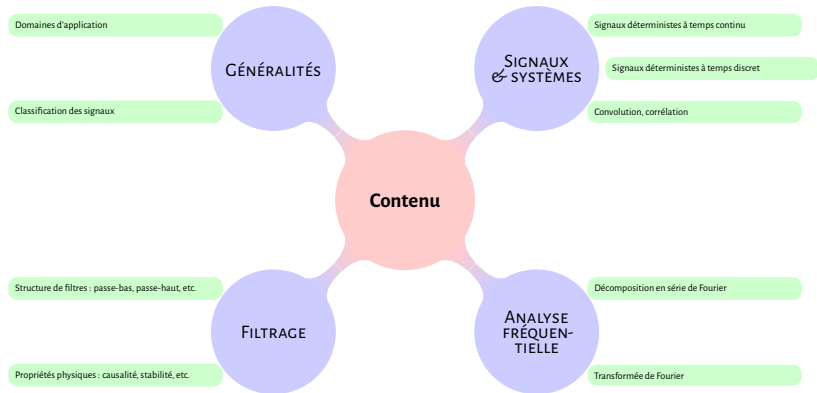 Domaines d'application
Généralités
Classification des signaux
Signaux déterministes à temps continu
Signaux
& systèmes
Signaux déterministes à temps discret
Convolution, corrélation
Contenu
Structure de filtres : passe-bas, passe-haut, etc.
Filtrage
Propriétés physiques : causalité, stabilité, etc.
Décomposition en série de Fourier
Analyse
fréquen-
tielle
Transformée de Fourier